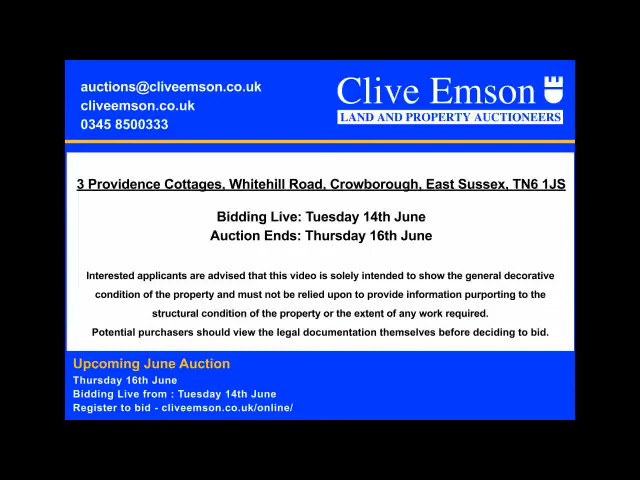 auctions@cliveemson.co.uk
cliveemson.co.uk
0345 8500333
Clive Emson
LAND AND PROPERTY AUCTIONEERS
3 Providence Cottages, Whitehill Road, Crowborough, East Sussex, TN6 1JS
Bidding Live: Tuesday 14th June
Auction Ends: Thursday 16th June
Interested applicants are advised that this video is solely intended to show the general decorative
condition of the property and must not be relied upon to provide information purporting to the
structural condition of the property or the extent of any work required.
Potential purchasers should view the legal documentation themselves before deciding to bid.
Upcoming June Auction
Thursday 16th June
Bidding Live from : Tuesday 14th June
Register to bid - cliveemson.co.uk/online/